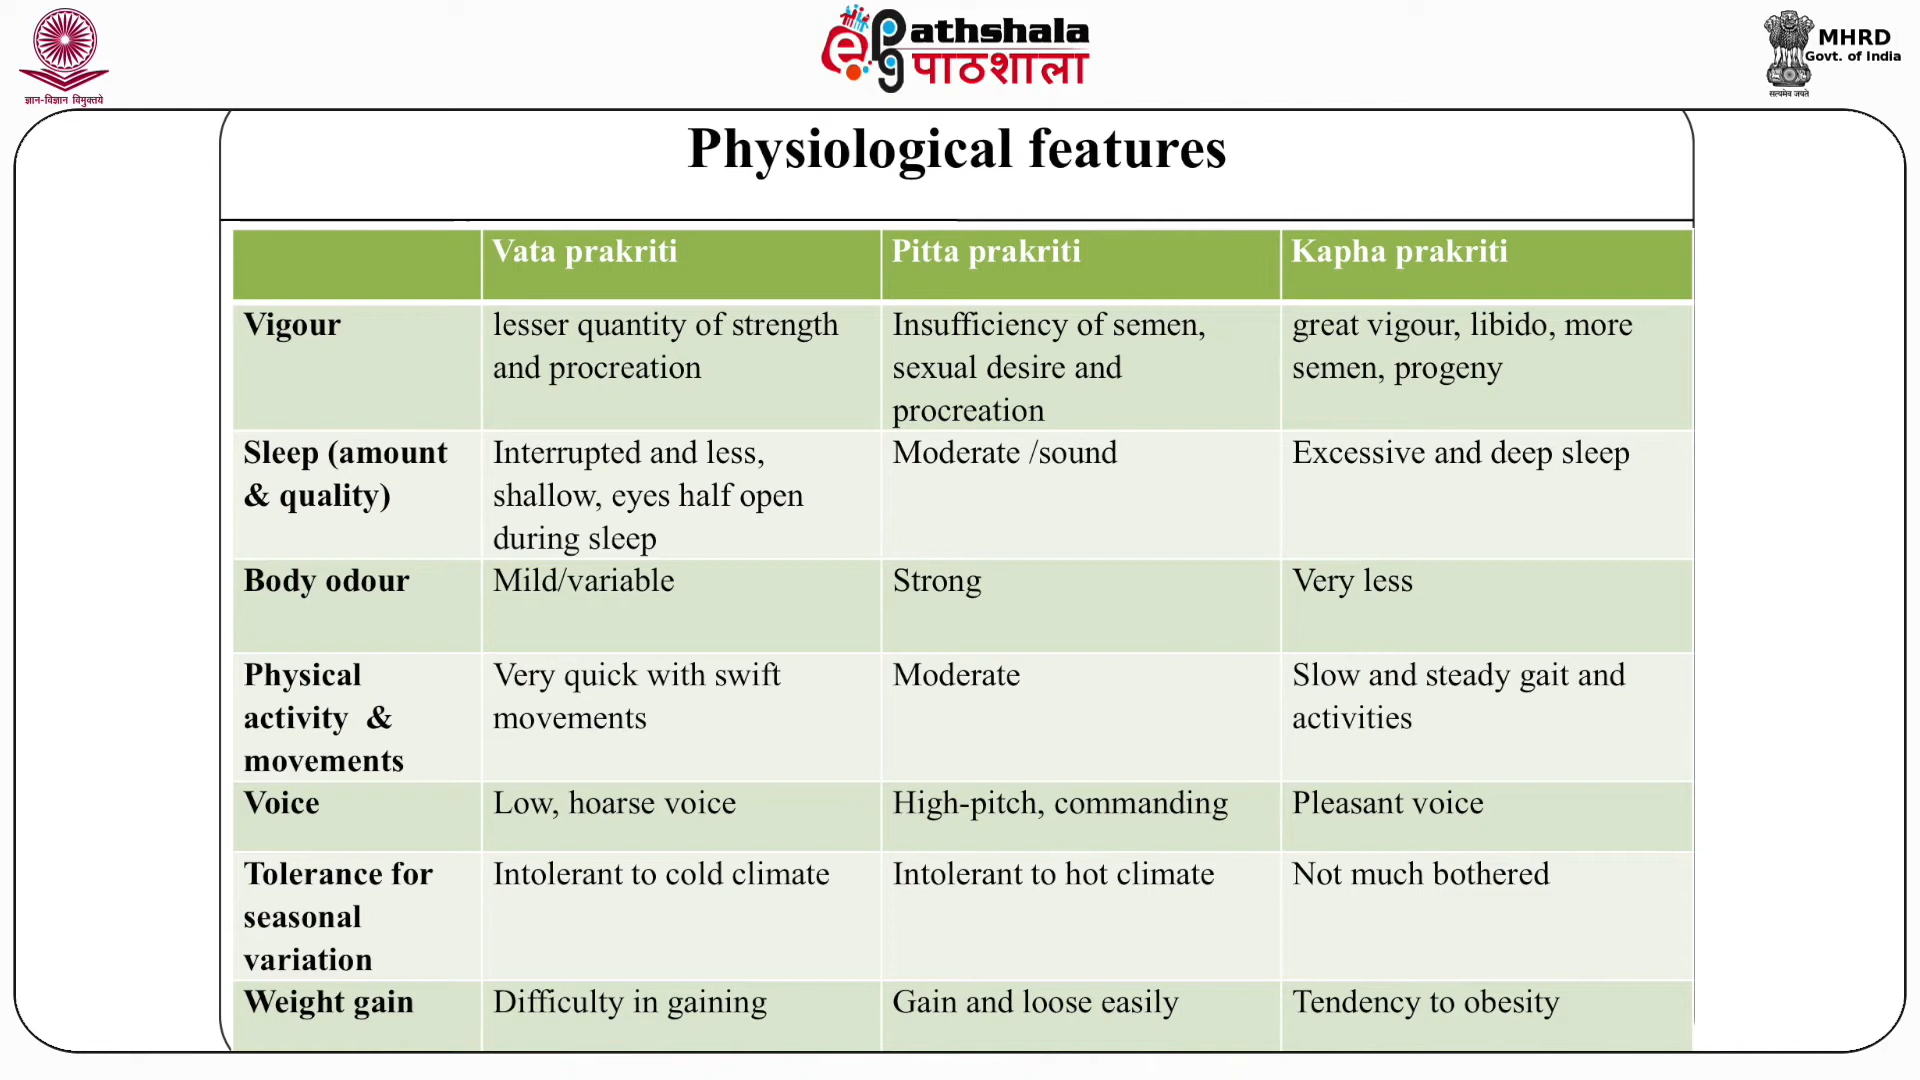 ज्ञान-विज्ञान विमुक्तये
ePG athshala
पाठशाला
MHRD
Govt. of India
सत्यमेव जयते
Physiological features
Vata prakriti
Pitta prakriti
Kapha prakriti
Vigour
lesser quantity of strength
and procreation
Insufficiency of semen,
sexual desire and
procreation
great vigour, libido, more
semen, progeny
Sleep (amount
& quality)
Interrupted and less,
shallow, eyes half open
during sleep
Moderate /sound
Excessive and deep sleep
Body odour
Mild/variable
Strong
Very less
Physical
activity  &
movements
Very quick with swift
movements
Moderate
Slow and steady gait and
activities
Voice
Low, hoarse voice
High-pitch, commanding
Pleasant voice
Tolerance for
seasonal
variation
Intolerant to cold climate
Intolerant to hot climate
Not much bothered
Weight gain
Difficulty in gaining
Gain and loose easily
Tendency to obesity